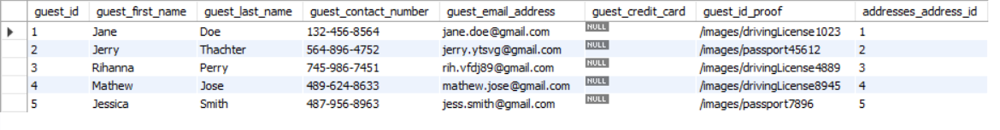 guest_id guest_first_name guest_last_name guest_contact_number guest_email_address guest_credit_card guest_id_proof addresses_address_id
1 Jane Doe 132-456-8564 jane.doe@gmail.com NULL /images/drivingLicense1023 1
2 Jerry Thachter 564-896-4752 jerry.ytsvg@gmail.com NULL /images/passport45612 2
3 Rihanna Perry 745-986-7451 rih.vfdj89@gmail.com NULL /images/drivingLicense4889 3
4 Mathew Jose 489-624-8633 mathew.jose@gmail.com NULL /images/drivingLicense8945 4
5 Jessica Smith 487-956-8963 jess.smith@gmail.com NULL /images/passport7896 5